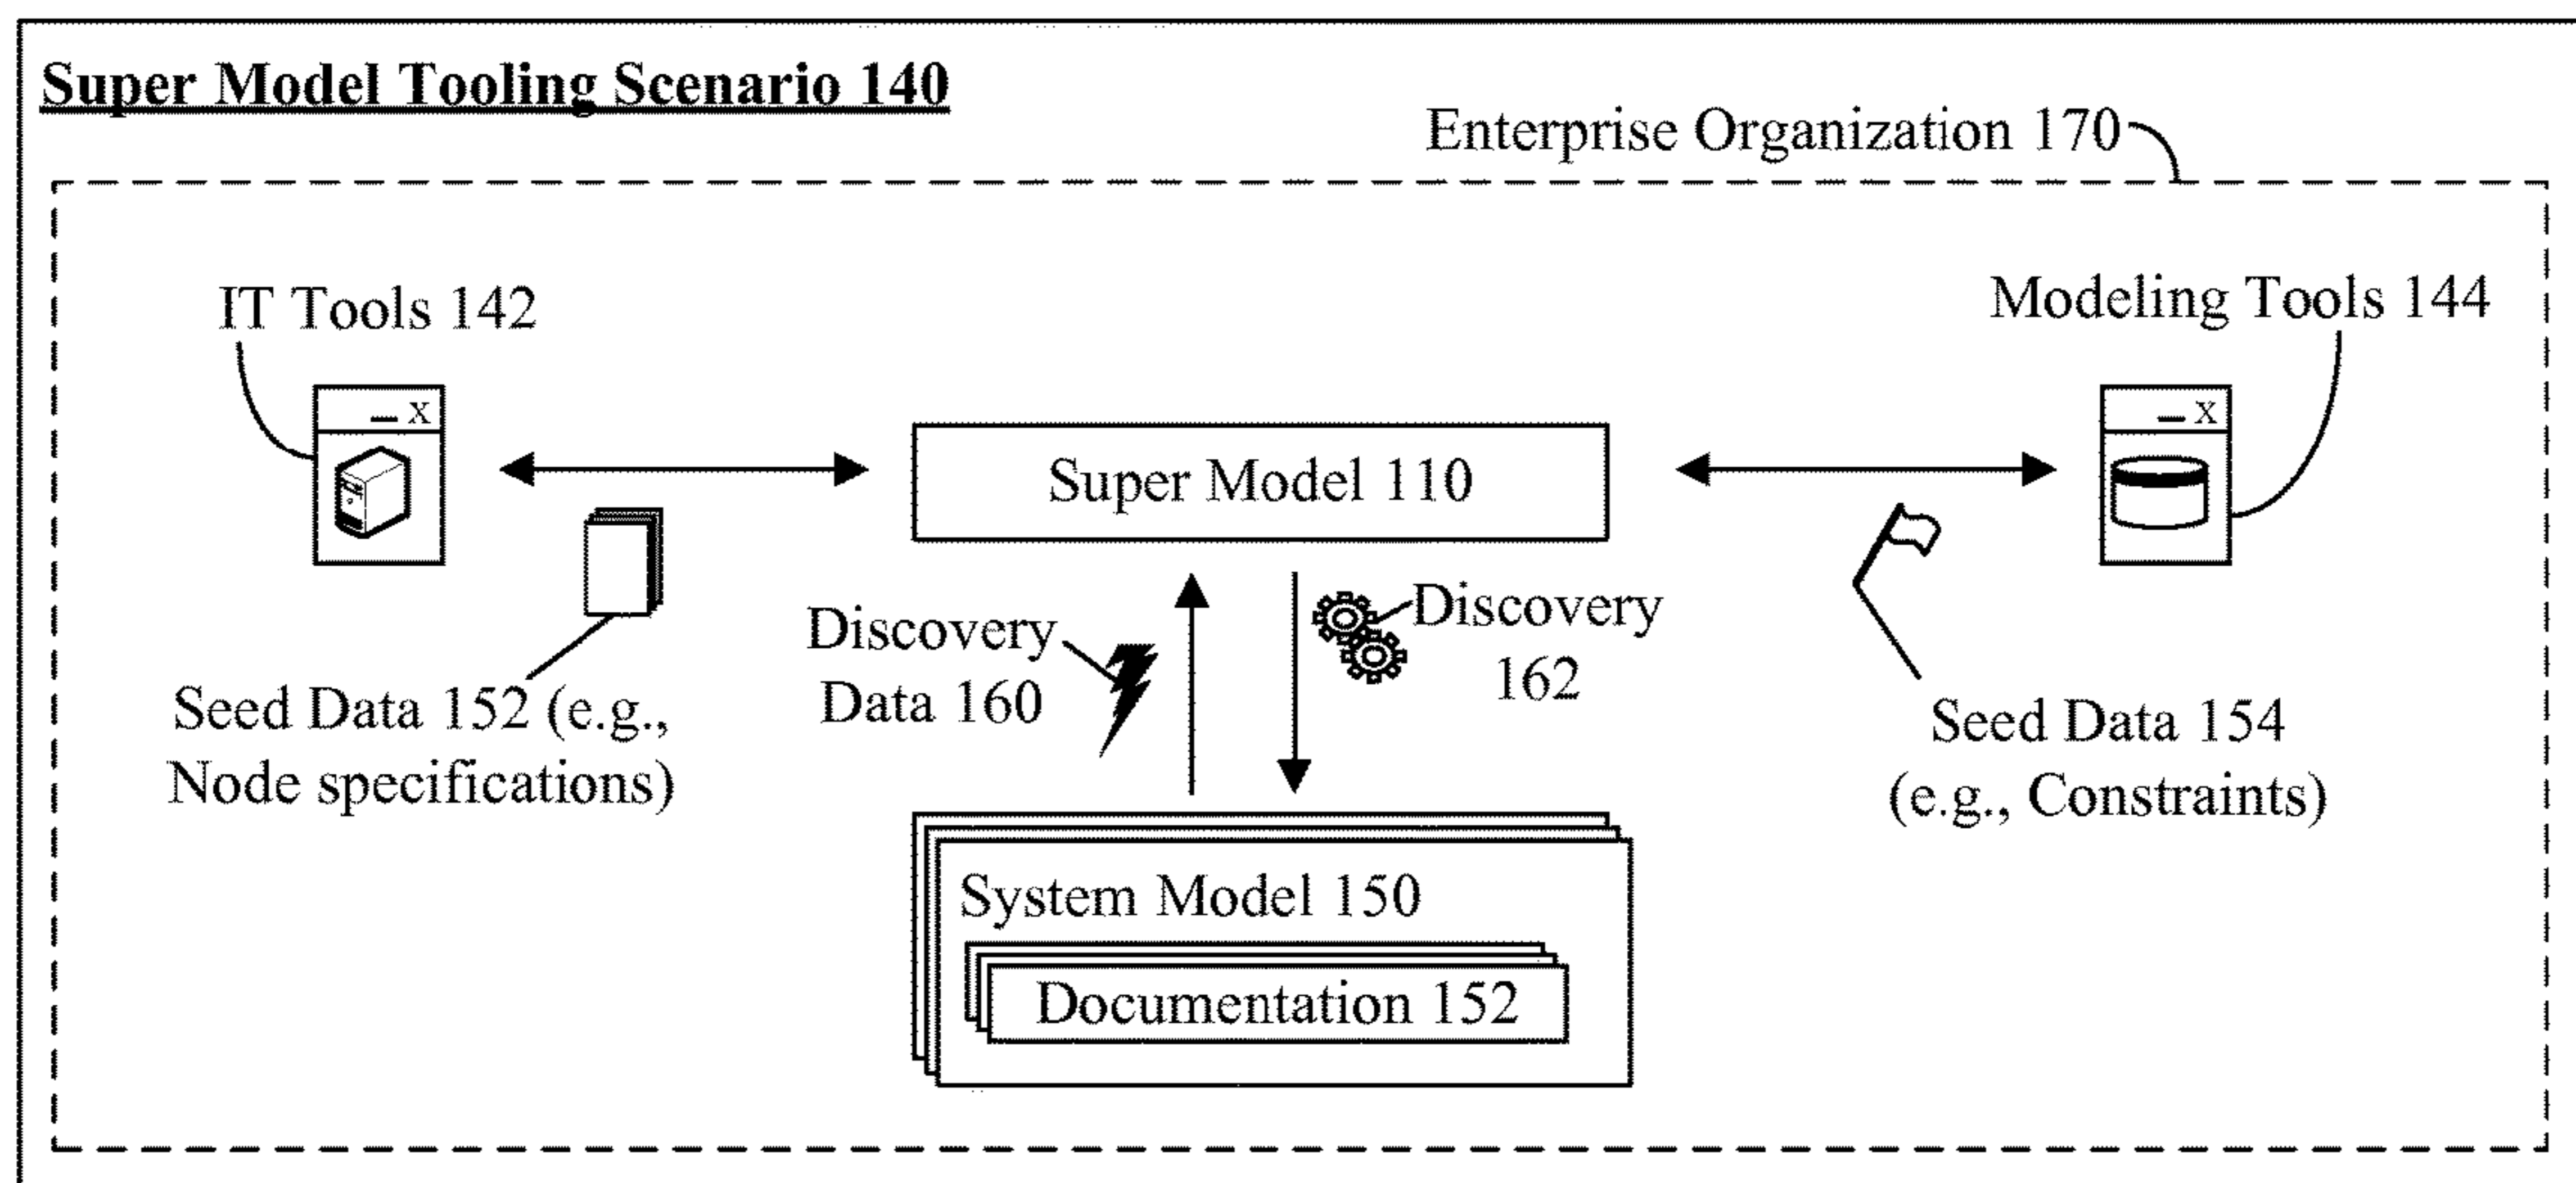 Super Model Tooling Scenario 140
Enterprise Organization 170
IT Tools 142
Modeling Tools 144
_ X
_ X
Super Model 110
Discovery
Data 160
Discovery
162
Seed Data 152 (e.g.,
Node specifications)
Seed Data 154
(e.g., Constraints)
System Model 150
Documentation 152